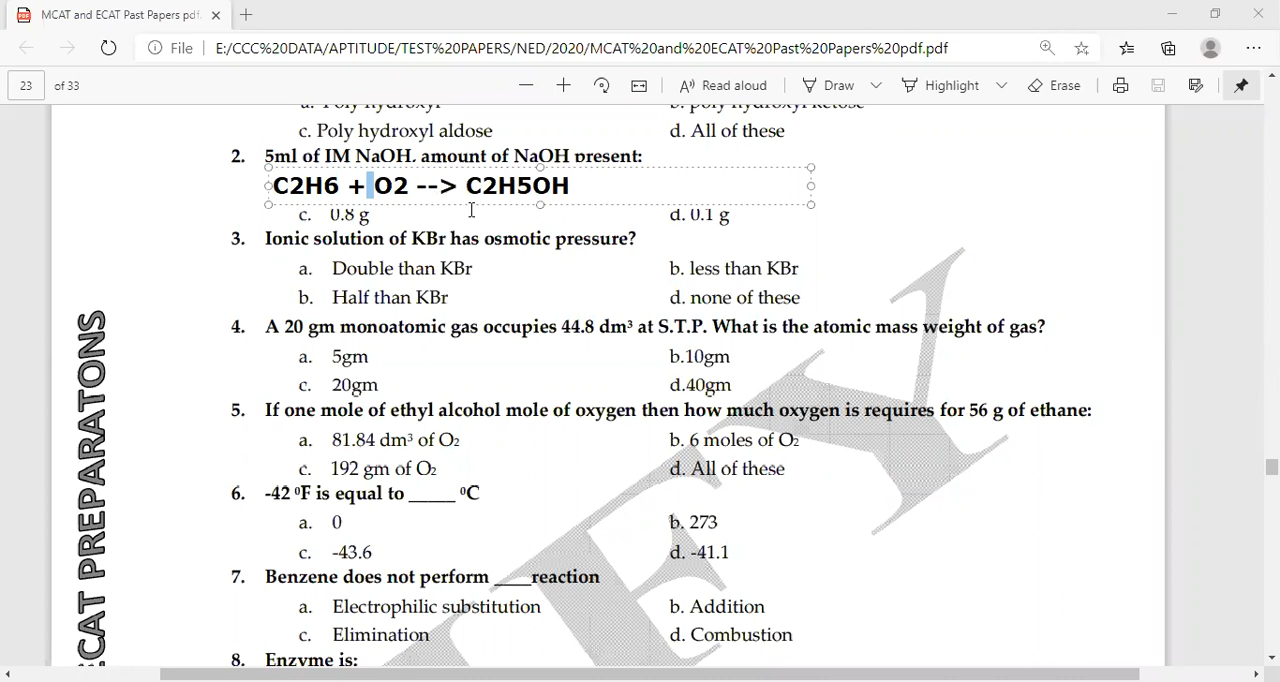 MCAT and ECAT Past Papers pdf.
File E:/CCC%20DATA/APTITUDE/TEST%20PAPERS/NED/2020/MCAT%20and%20ECAT%20Past%20Papers%20pdf.pdf
23 of 33 Read aloud Draw Highlight Erase
a. Poly hydroxyl b. poly hydroxyl ketose
c. Poly hydroxyl aldose d. All of these
2. 5ml of IM NaOH, amount of NaOH present:
C2H6 + O2 --> C2H5OH
c. 0.8 g d. 0.1 g
3. Ionic solution of KBr has osmotic pressure?
a. Double than KBr b. less than KBr
b. Half than KBr d. none of these
4. A 20 gm monoatomic gas occupies 44.8 dm³ at S.T.P. What is the atomic mass weight of gas?
a. 5gm b.10gm
c. 20gm d.40gm
5. If one mole of ethyl alcohol mole of oxygen then how much oxygen is requires for 56 g of ethane:
a. 81.84 dm³ of O₂ b. 6 moles of O₂
c. 192 gm of O₂ d. All of these
6. -42 ⁰F is equal to _____ ⁰C
a. 0 b. 273
c. -43.6 d. -41.1
7. Benzene does not perform ____reaction
a. Electrophilic substitution b. Addition
c. Elimination d. Combustion
8. Enzyme is:
ECAT PREPARATONS